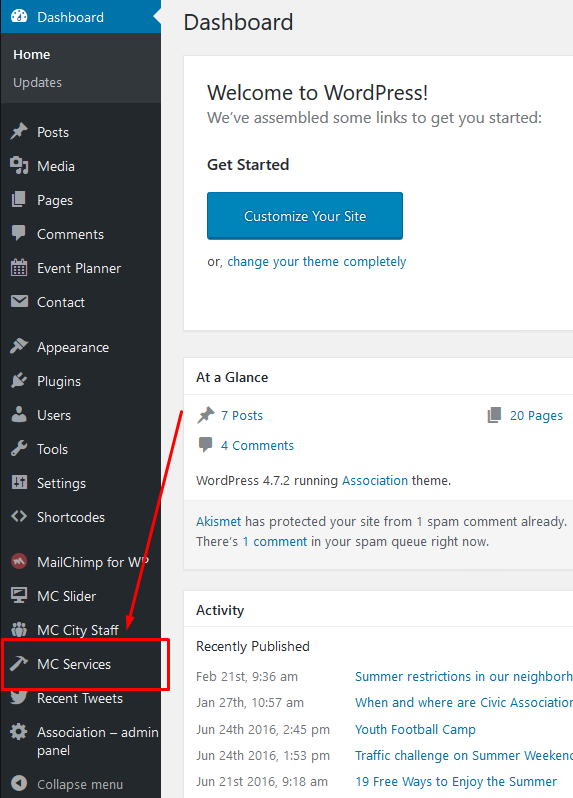 Dashboard
Home
Updates
Posts
Media
Pages
Comments
Event Planner
Contact
Appearance
Plugins
Users
Tools
Settings
Shortcodes
MailChimp for WP
MC Slider
MC City Staff
MC Services
Recent Tweets
Association – admin
panel
Collapse menu
Dashboard
Welcome to WordPress!
We've assembled some links to get you started:
Get Started
Customize Your Site
or, change your theme completely
At a Glance
7 Posts
20 Pages
4 Comments
WordPress 4.7.2 running Association theme.
Akismet has protected your site from 1 spam comment already.
There's 1 comment in your spam queue right now.
Activity
Recently Published
Feb 21st, 9:36 am Summer restrictions in our neighborh
Jan 27th, 10:57 am When and where are Civic Association
Jun 24th 2016, 2:45 pm Youth Football Camp
Jun 24th 2016, 1:53 pm Traffic challenge on Summer Weekend
Jun 21st 2016, 9:18 am 19 Free Ways to Enjoy the Summer